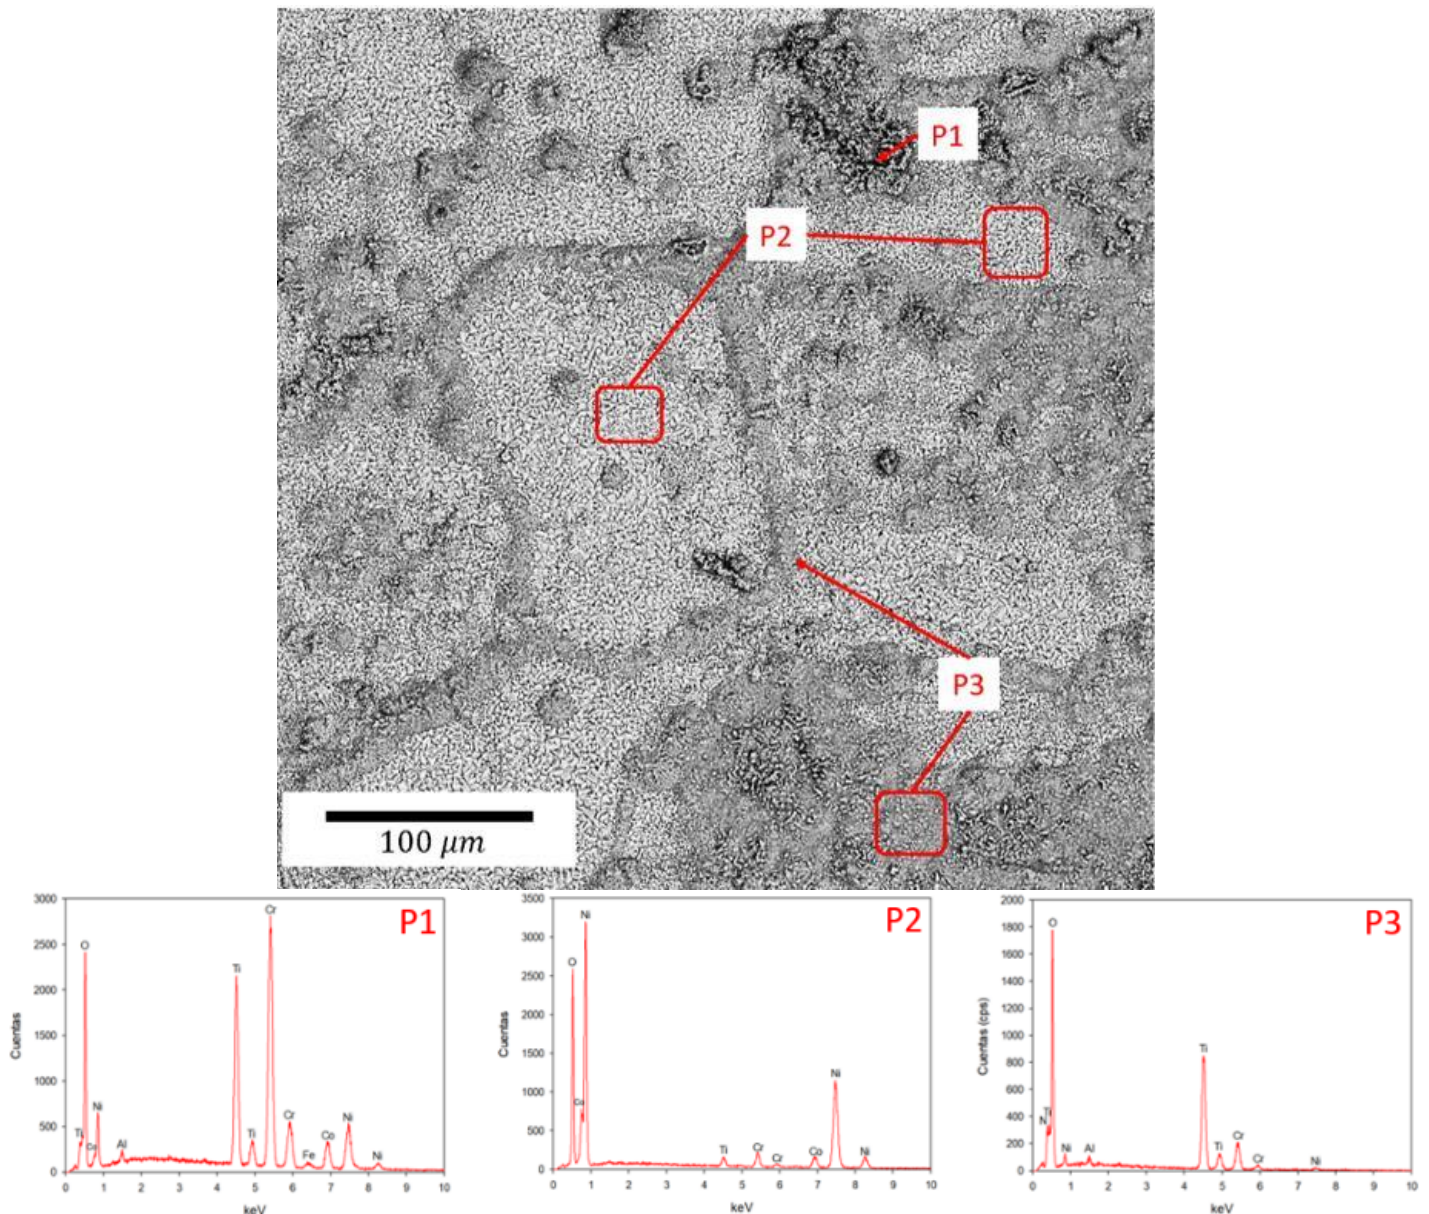 P1
P2
P3
100 μm
P1
3000
2500
2000
1500
1000
500
0
Cuentas
O
Ti
Co
Ni
Al
Ti
Ti
Cr
Cr
Fe
Co
Ni
Ni
0 1 2 3 4 5 6 7 8 9 10
keV
P2
3500
3000
2500
2000
1500
1000
500
0
Cuentas
O
Co
Ni
Ti
Cr
Cr
Co
Ni
Ni
0 1 2 3 4 5 6 7 8 9 10
keV
P3
2000
1800
1600
1400
1200
1000
800
600
400
200
0
Cuentas (cps)
O
N
Ti
Ni
Al
Ti
Ti
Cr
Cr
Ni
0 1 2 3 4 5 6 7 8 9 10
keV